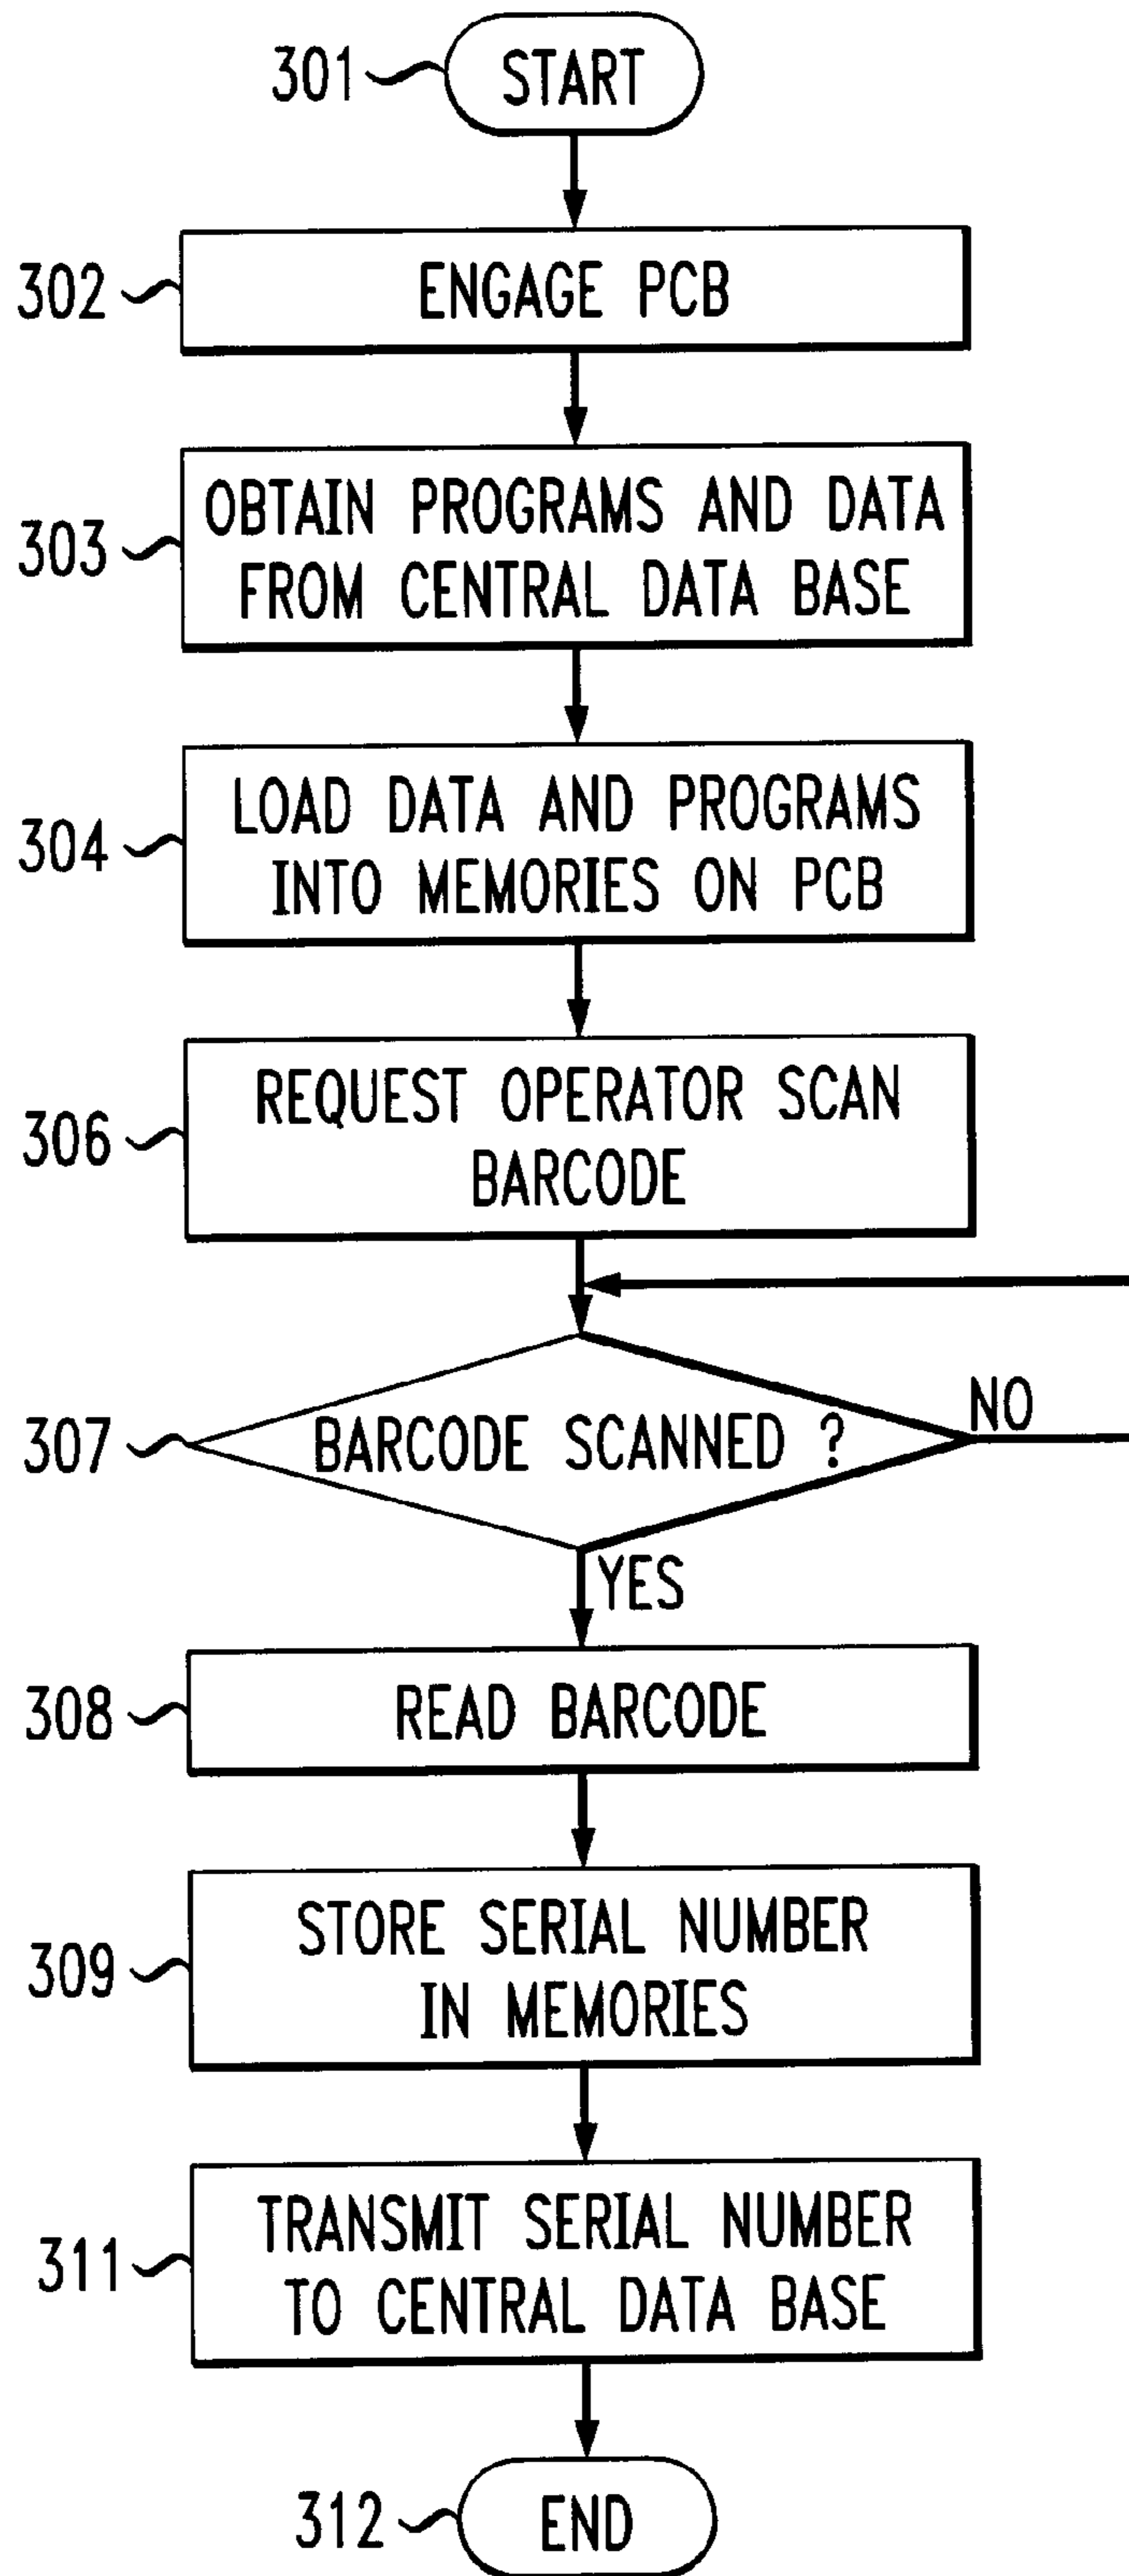 301
START
302
ENGAGE PCB
303
OBTAIN PROGRAMS AND DATA
FROM CENTRAL DATA BASE
304
LOAD DATA AND PROGRAMS
INTO MEMORIES ON PCB
306
REQUEST OPERATOR SCAN
BARCODE
307
BARCODE SCANNED ?
NO
YES
308
READ BARCODE
309
STORE SERIAL NUMBER
IN MEMORIES
311
TRANSMIT SERIAL NUMBER
TO CENTRAL DATA BASE
312
END